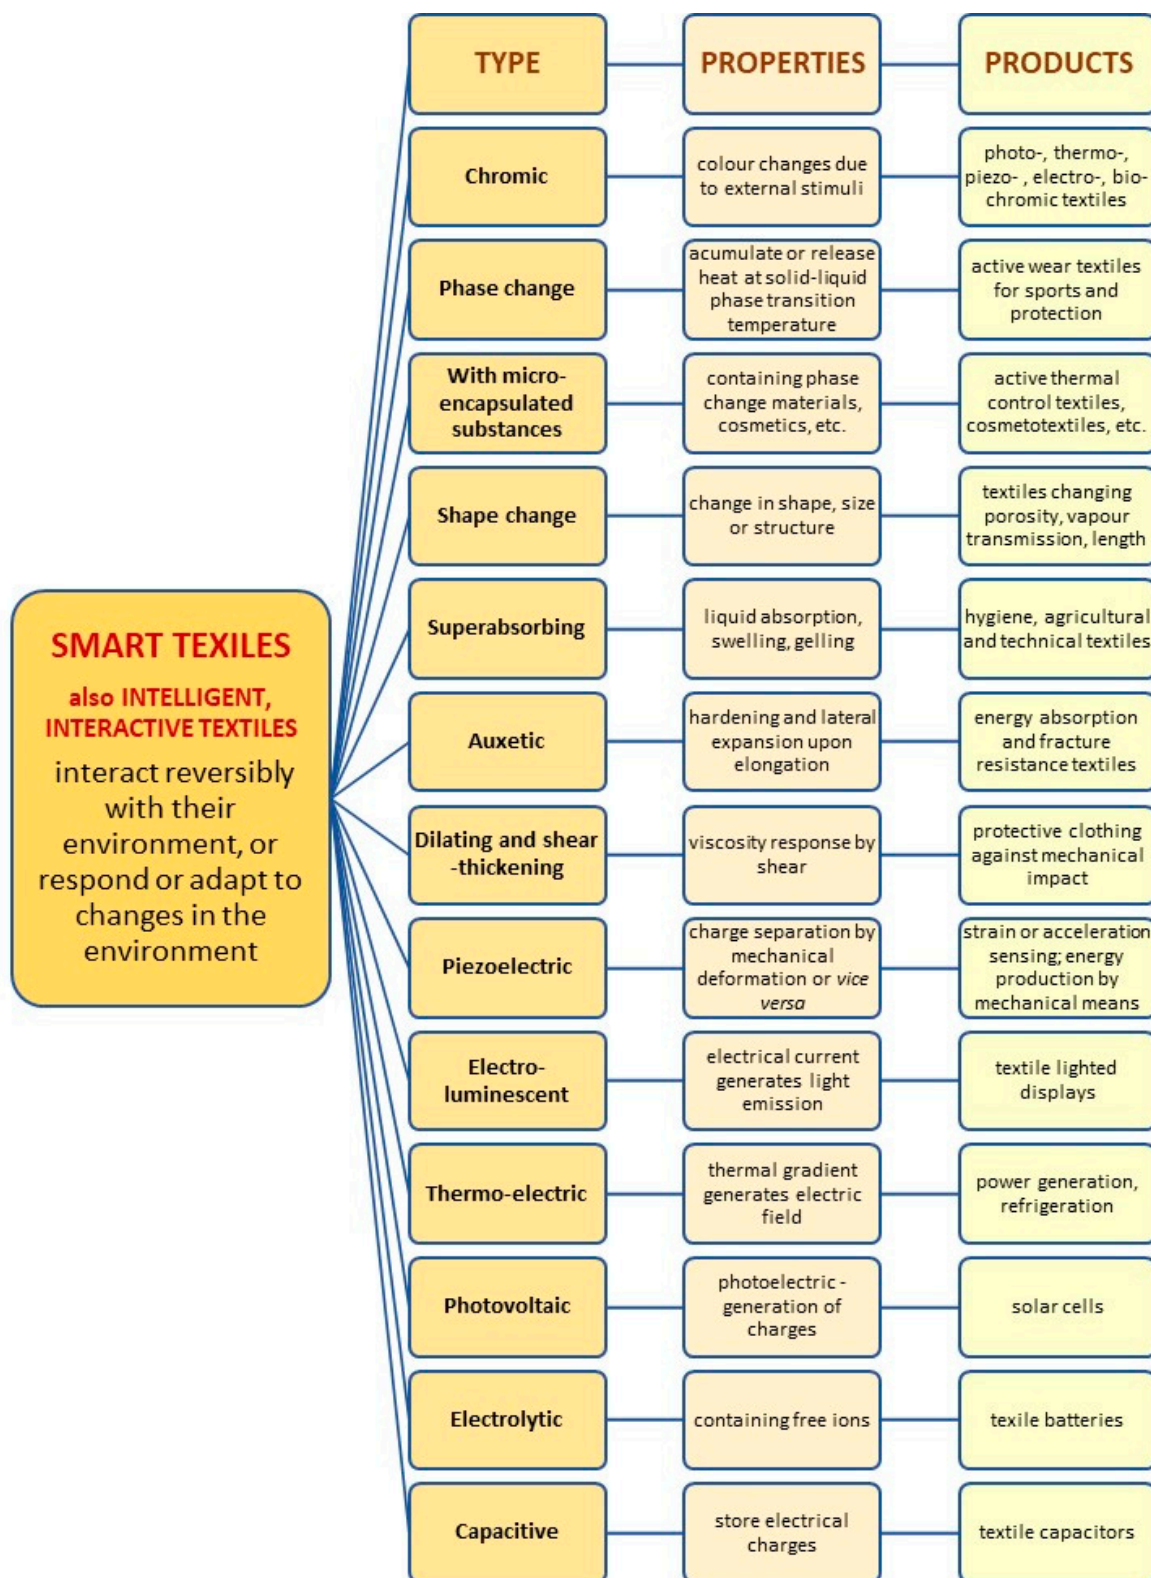 TYPE
PROPERTIES
PRODUCTS
Chromic
colour changes due
to external stimuli
photo-, thermo-,
piezo- , electro-, bio-
chromic textiles
Phase change
acumulate or release
heat at solid-liquid
phase transition
temperature
active wear textiles
for sports and
protection
With micro-
encapsulated
substances
containing phase
change materials,
cosmetics, etc.
active thermal
control textiles,
cosmetotextiles, etc.
Shape change
change in shape, size
or structure
textiles changing
porosity, vapour
transmission, length
SMART TEXILES
also INTELLIGENT,
INTERACTIVE TEXTILES
interact reversibly
with their
environment, or
respond or adapt to
changes in the
environment
Superabsorbing
liquid absorption,
swelling, gelling
hygiene, agricultural
and technical textiles
Auxetic
hardening and lateral
expansion upon
elongation
energy absorption
and fracture
resistance textiles
Dilating and shear
-thickening
viscosity response by
shear
protective clothing
against mechanical
impact
Piezoelectric
charge separation by
mechanical
deformation or vice
versa
strain or acceleration
sensing; energy
production by
mechanical means
Electro-
luminescent
electrical current
generates light
emission
textile lighted
displays
Thermo-electric
thermal gradient
generates electric
field
power generation,
refrigeration
Photovoltaic
photoelectric -
generation of
charges
solar cells
Electrolytic
containing free ions
texile batteries
Capacitive
store electrical
charges
textile capacitors